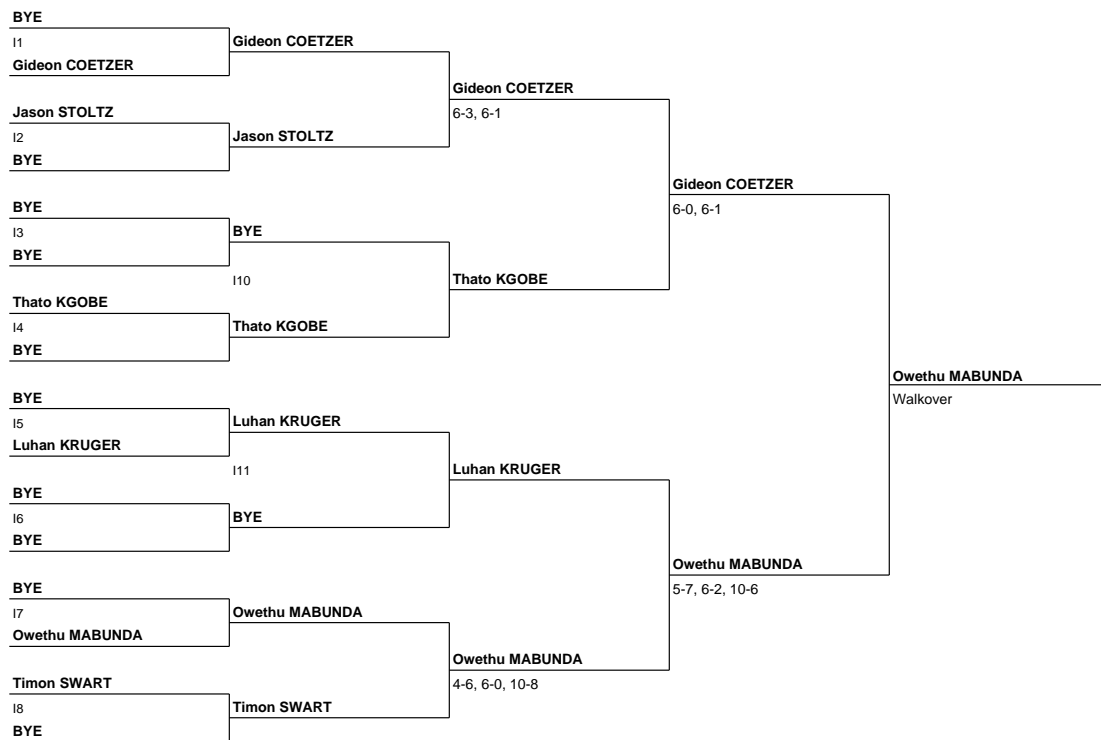 BYE
I1
Gideon COETZER
Jason STOLTZ
I2
BYE
BYE
I3
BYE
Thato KGOBE
I4
BYE
BYE
I5
Luhan KRUGER
BYE
I6
BYE
BYE
I7
Owethu MABUNDA
Timon SWART
I8
BYE
Gideon COETZER
Jason STOLTZ
BYE
I10
Thato KGOBE
Luhan KRUGER
I11
BYE
Owethu MABUNDA
Timon SWART
Gideon COETZER
6-3, 6-1
Thato KGOBE
Luhan KRUGER
Owethu MABUNDA
4-6, 6-0, 10-8
Gideon COETZER
6-0, 6-1
Owethu MABUNDA
5-7, 6-2, 10-6
Owethu MABUNDA
Walkover